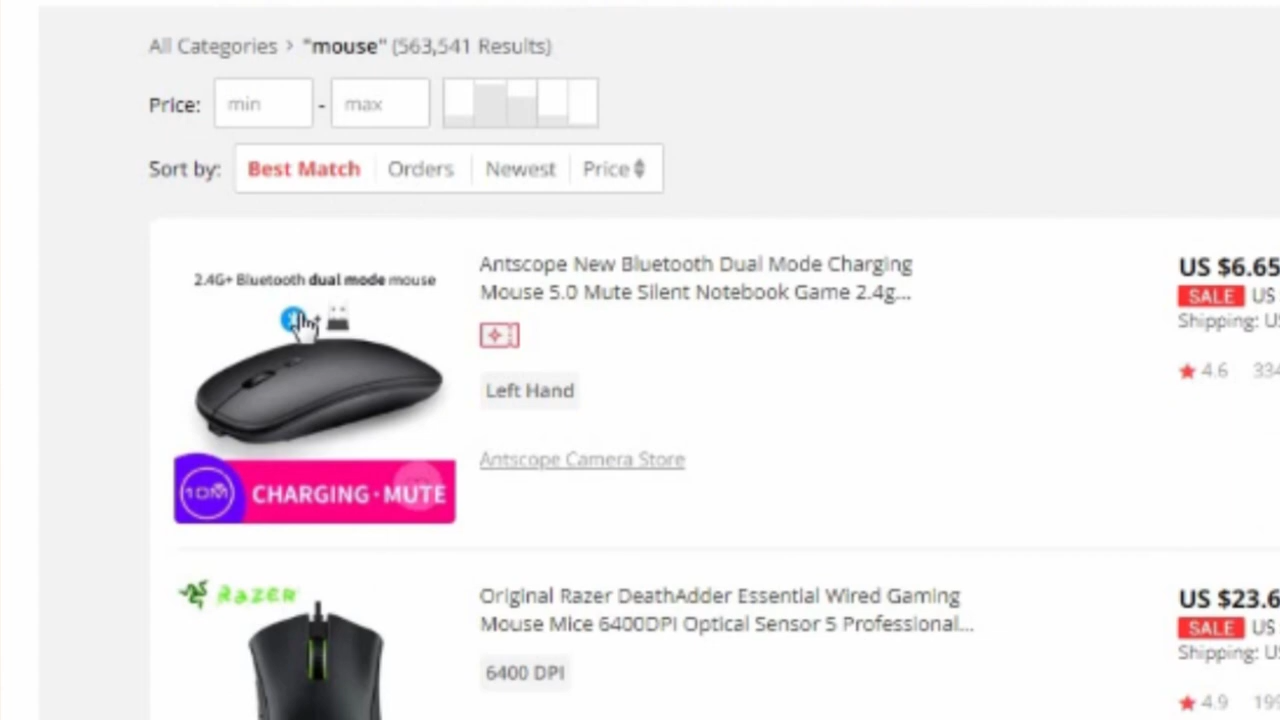 All Categories > "mouse" (563,541 Results)
Price: min - max
Sort by: Best Match Orders Newest Price
2.4G+ Bluetooth dual mode mouse
Antscope New Bluetooth Dual Mode Charging
Mouse 5.0 Mute Silent Notebook Game 2.4g...
Left Hand
Antscope Camera Store
CHARGING·MUTE
US $6.65
SALE US
Shipping: US
4.6 334
RAZER
Original Razer DeathAdder Essential Wired Gaming
Mouse Mice 6400DPI Optical Sensor 5 Professional...
6400 DPI
US $23.6
SALE US
Shipping: US
4.9 199